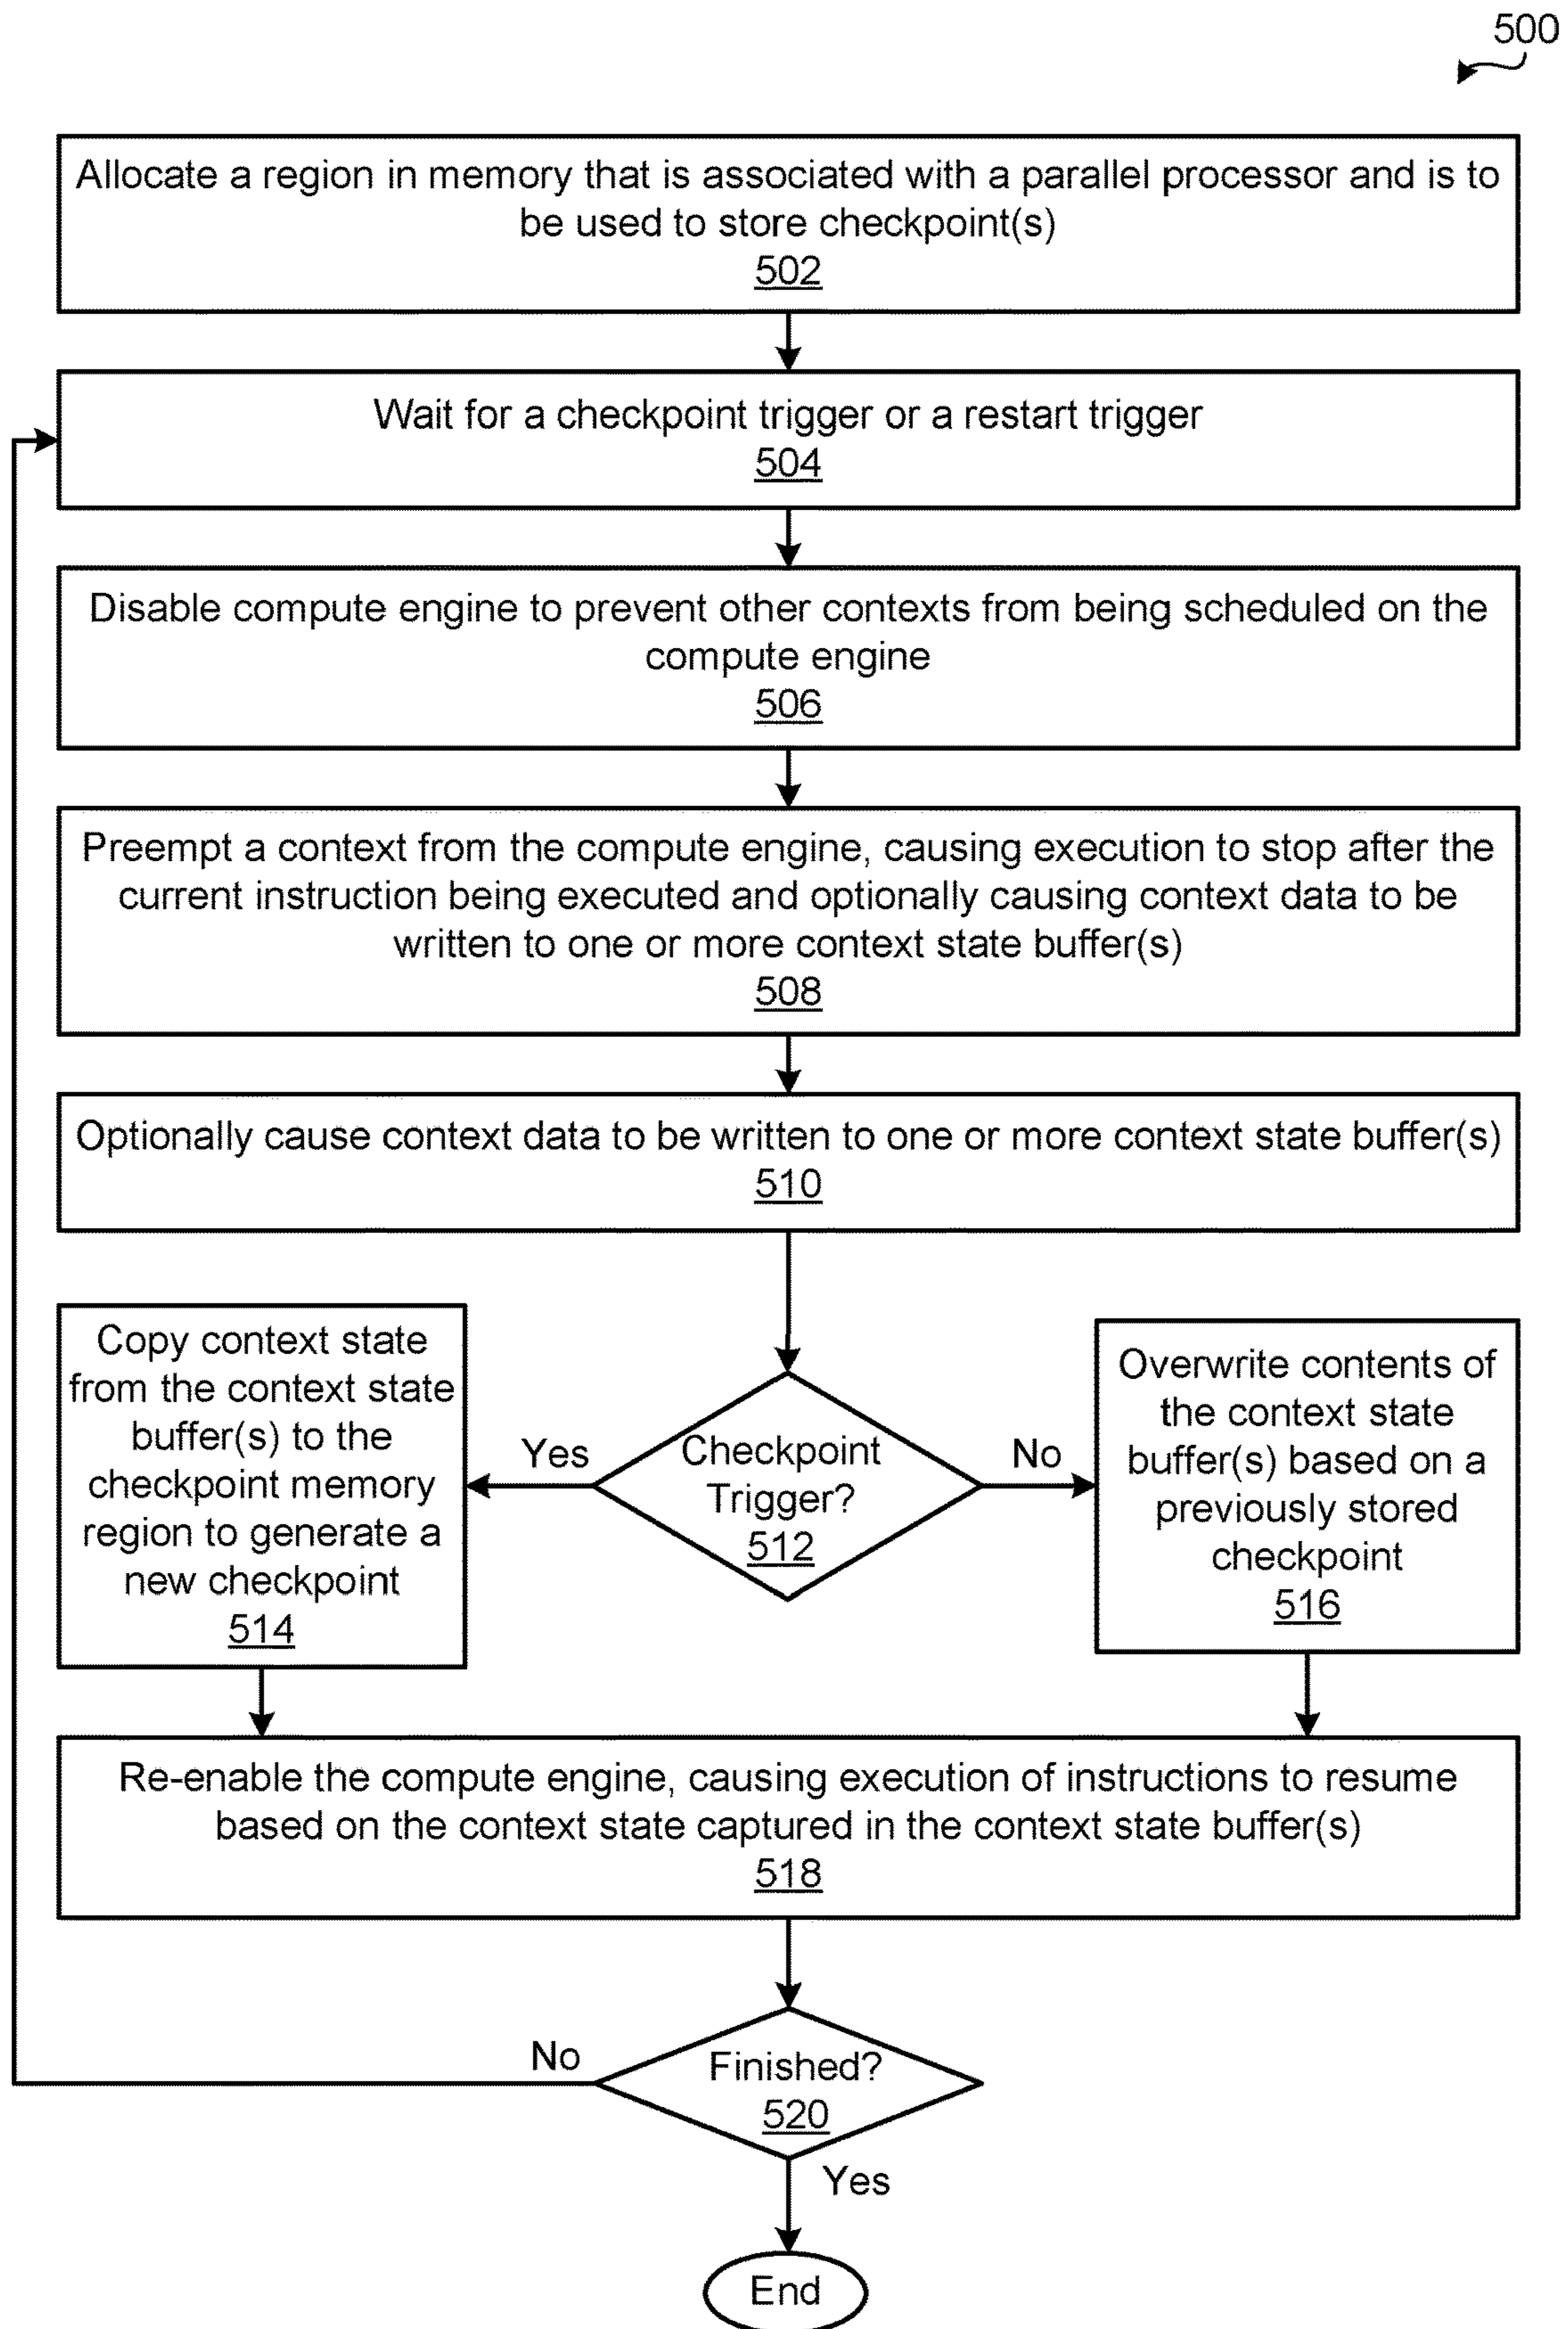 500
Allocate a region in memory that is associated with a parallel processor and is to
be used to store checkpoint(s)
502
Wait for a checkpoint trigger or a restart trigger
504
Disable compute engine to prevent other contexts from being scheduled on the
compute engine
506
Preempt a context from the compute engine, causing execution to stop after the
current instruction being executed and optionally causing context data to be
written to one or more context state buffer(s)
508
Optionally cause context data to be written to one or more context state buffer(s)
510
Copy context state
from the context state
buffer(s) to the
checkpoint memory
region to generate a
new checkpoint
514
Yes
Checkpoint
Trigger?
512
No
Overwrite contents of
the context state
buffer(s) based on a
previously stored
checkpoint
516
Re-enable the compute engine, causing execution of instructions to resume
based on the context state captured in the context state buffer(s)
518
No
Finished?
520
Yes
End